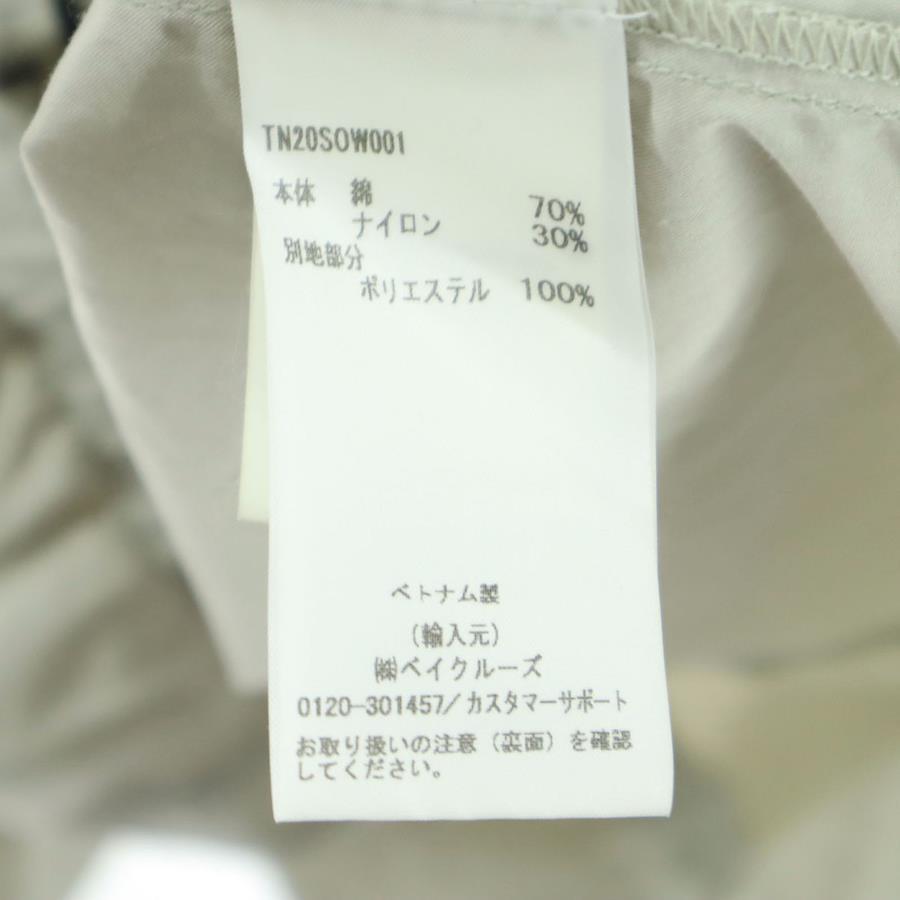 TN20SOW001
本体 綿 70%
ナイロン 30%
別地部分
ポリエステル 100%
ベトナム製
(輸入元)
㈱ベイクルーズ
0120-301457/カスタマーサポート
お取り扱いの注意(裏面)を確認
してください。